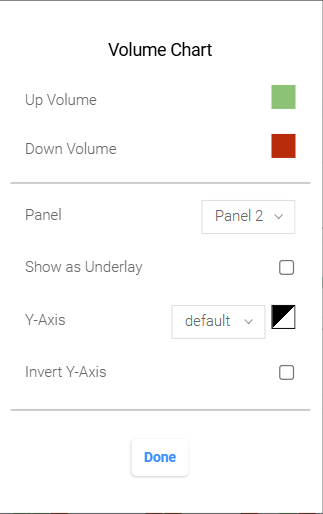 Volume Chart
Up Volume
Down Volume
Panel Panel 2
Show as Underlay
Y-Axis default
Invert Y-Axis
Done